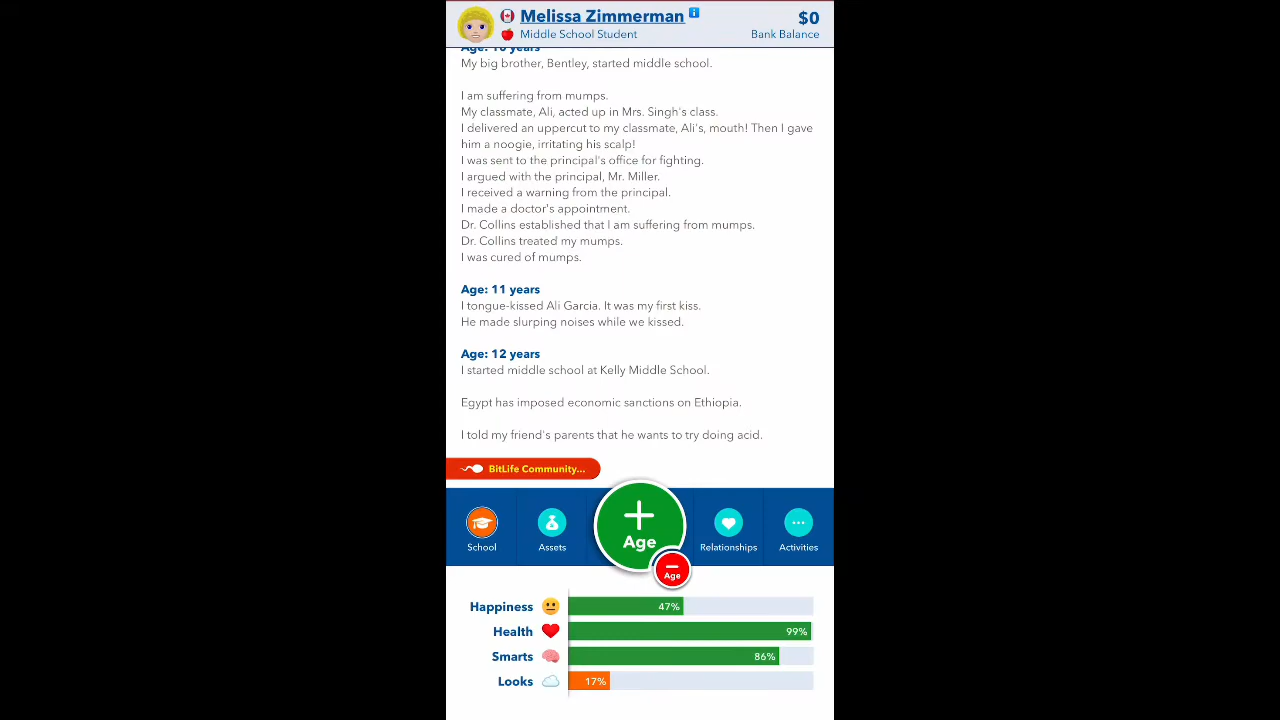 Melissa Zimmerman
$0
Middle School Student
Bank Balance
Age: 10 years
My big brother, Bentley, started middle school.
I am suffering from mumps.
My classmate, Ali, acted up in Mrs. Singh's class.
I delivered an uppercut to my classmate, Ali's, mouth! Then I gave
him a noogie, irritating his scalp!
I was sent to the principal's office for fighting.
I argued with the principal, Mr. Miller.
I received a warning from the principal.
I made a doctor's appointment.
Dr. Collins established that I am suffering from mumps.
Dr. Collins treated my mumps.
I was cured of mumps.
Age: 11 years
I tongue-kissed Ali Garcia. It was my first kiss.
He made slurping noises while we kissed.
Age: 12 years
I started middle school at Kelly Middle School.
Egypt has imposed economic sanctions on Ethiopia.
I told my friend's parents that he wants to try doing acid.
BitLife Community...
School
Assets
Age
Age
Relationships
Activities
Happiness
47%
Health
99%
Smarts
86%
Looks
17%